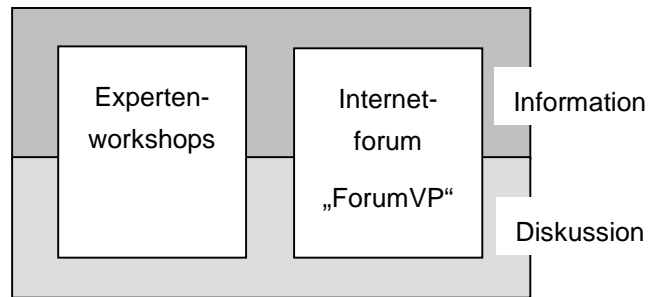 Experten-
workshops
Internet-
forum
„ForumVP“
Information
Diskussion